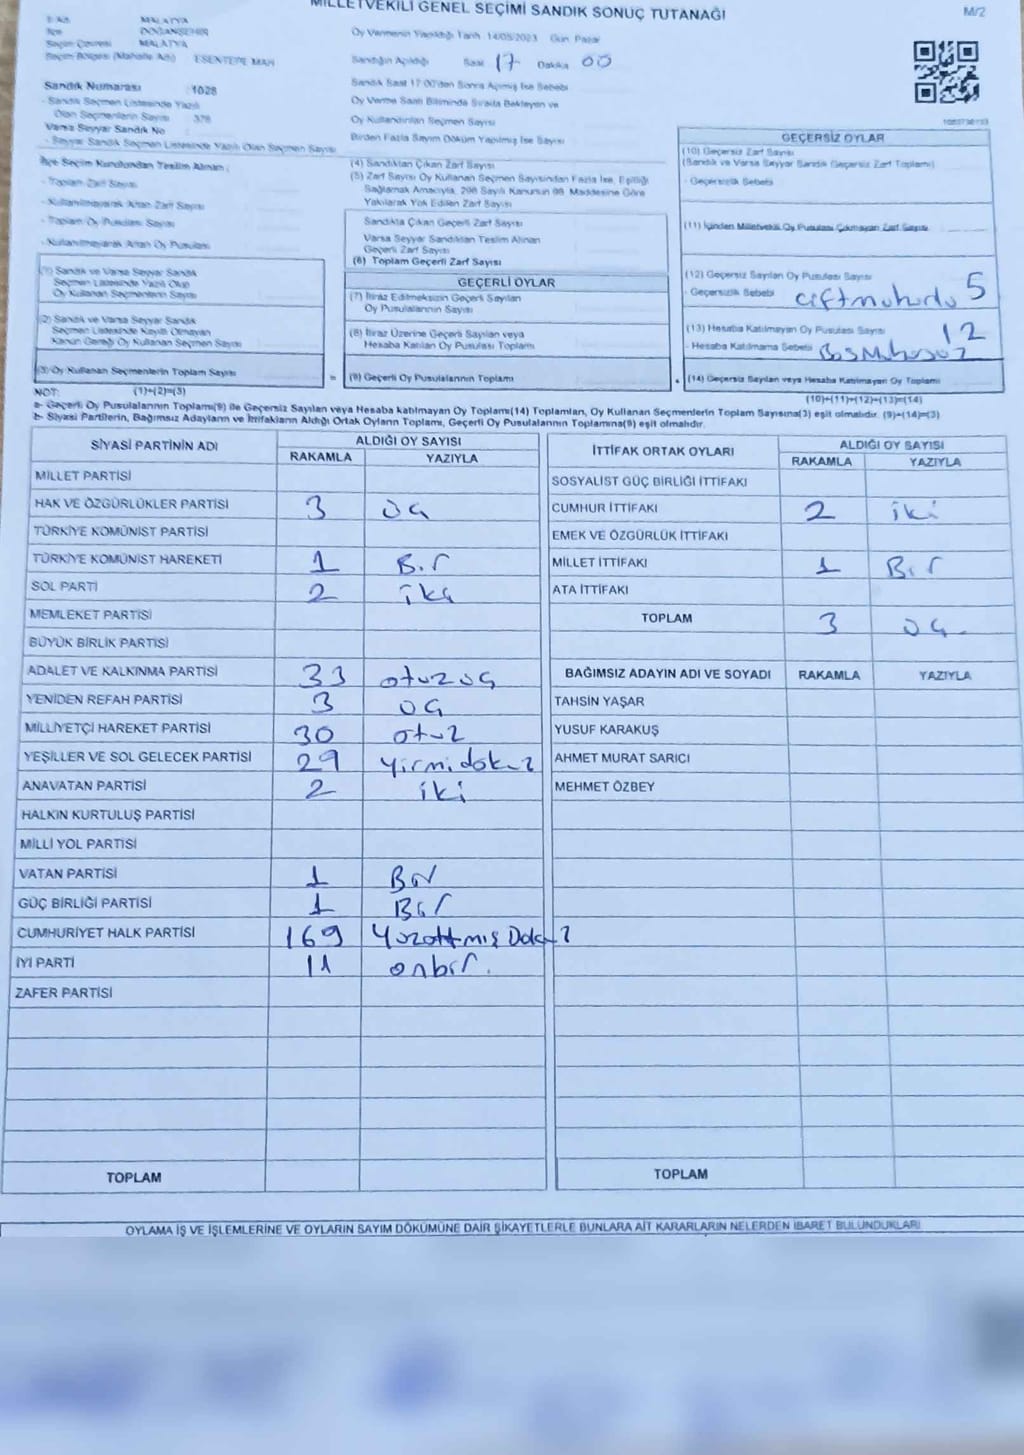 MİLLETVEKİLİ GENEL SEÇİMİ SANDIK SONUÇ TUTANAĞI
M/2
İl Adı MALATYA
İlçe DOĞANŞEHİR
Seçim Çevresi MALATYA
Seçim Bölgesi (Mahalle Adı) ESENTEPE MAH
Oy Vermenin Yapıldığı Tarih 14/05/2023 Gün Pazar
Sandığın Açıldığı Saat 17 Dakika 00
Sandık Numarası : 1028
- Sandık Seçmen Listesinde Yazılı
Olan Seçmenlerin Sayısı 378
Varsa Seyyar Sandık No
- Seyyar Sandık Seçmen Listesinde Yazılı Olan Seçmen Sayısı
Sandık Saat 17:00'den Sonra Açılmış İse Sebebi
Oy Verme Saati Bitiminde Sırada Bekleyen ve
Oy Kullandırılan Seçmen Sayısı
Birden Fazla Sayım Döküm Yapılmış İse Sayısı
İlçe Seçim Kurulundan Teslim Alınan ;
- Toplam Zarf Sayısı
- Kullanılmayarak Artan Zarf Sayısı
- Toplam Oy Pusulası Sayısı
- Kullanılmayarak Artan Oy Pusulası
(4) Sandıktan Çıkan Zarf Sayısı
(5) Zarf Sayısı Oy Kullanan Seçmen Sayısından Fazla İse, Eşitliği
Sağlamak Amacıyla, 298 Sayılı Kanunun 98. Maddesine Göre
Yakılarak Yok Edilen Zarf Sayısı
Sandıkta Çıkan Geçerli Zarf Sayısı
Varsa Seyyar Sandıktan Teslim Alınan
Geçerli Zarf Sayısı
(6) Toplam Geçerli Zarf Sayısı
(1) Sandık ve Varsa Seyyar Sandık
Seçmen Listesinde Yazılı Olup
Oy Kullanan Seçmenlerin Sayısı
(2) Sandık ve Varsa Seyyar Sandık
Seçmen Listesinde Kayıtlı Olmayan
Kanun Gereği Oy Kullanan Seçmen Sayısı
(3) Oy Kullanan Seçmenlerin Toplam Sayısı
=
GEÇERLİ OYLAR
(7) İtiraz Edilmeksizin Geçerli Sayılan
Oy Pusulasının Sayısı
(8) İtiraz Üzerine Geçerli Sayılan veya
Hesaba Katılan Oy Pusulası Toplamı
(9) Geçerli Oy Pusulalarının Toplamı
+
GEÇERSİZ OYLAR
(10) Geçersiz Zarf Sayısı
(Sandık ve Varsa Seyyar Sandık Geçersiz Zarf Toplamı)
- Geçersizlik Sebebi
(11) İçinden Milletvekili Oy Pusulası Çıkmayan Zarf Sayısı
(12) Geçersiz Sayılan Oy Pusulası Sayısı 5
- Geçersizlik Sebebi
(13) Hesaba Katılmayan Oy Pusulası Sayısı 12
- Hesaba Katılmama Sebebi
(14) Geçersiz Sayılan veya Hesaba Katılmayan Oy Pusulası Toplamı
NOT: (1)+(2)=(3)
(10)+(11)+(12)+(13)=(14)
a- Geçerli Oy Pusulalarının Toplamı(9) ile Geçersiz Sayılan veya Hesaba katılmayan Oy Toplamı(14) Toplamları, Oy Kullanan Seçmenlerin Toplam Sayısına(3) eşit olmalıdır. (9)+(14)=(3)
b- Siyasi Partilerin, Bağımsız Adayların ve İttifakların Aldığı Ortak Oyların Toplamı, Geçerli Oy Pusulalarının Toplamına(9) eşit olmalıdır.
SİYASİ PARTİNİN ADI ALDIĞI OY SAYISI
RAKAMLA YAZIYLA
MİLLET PARTİSİ
HAK VE ÖZGÜRLÜKLER PARTİSİ 3 üç
TÜRKİYE KOMÜNİST PARTİSİ
TÜRKİYE KOMÜNİST HAREKETİ 1 Bir
SOL PARTİ 2 iki
MEMLEKET PARTİSİ
BÜYÜK BİRLİK PARTİSİ
ADALET VE KALKINMA PARTİSİ 33 otuzüç
YENİDEN REFAH PARTİSİ 3 üç
MİLLİYETÇİ HAREKET PARTİSİ 30 otuz
YEŞİLLER VE SOL GELECEK PARTİSİ 29 yirmidokuz
ANAVATAN PARTİSİ 2 iki
HALKIN KURTULUŞ PARTİSİ
MİLLİ YOL PARTİSİ
VATAN PARTİSİ 1 Bir
GÜÇ BİRLİĞİ PARTİSİ 1 Bir
CUMHURİYET HALK PARTİSİ 169 Yüzaltmış Dokuz
İYİ PARTİ 11 onbir.
ZAFER PARTİSİ
TOPLAM
İTTİFAK ORTAK OYLARI ALDIĞI OY SAYISI
RAKAMLA YAZIYLA
SOSYALİST GÜÇ BİRLİĞİ İTTİFAKI
CUMHUR İTTİFAKI 2 iki
EMEK VE ÖZGÜRLÜK İTTİFAKI
MİLLET İTTİFAKI 1 Bir
ATA İTTİFAKI
TOPLAM 3 üç.
BAĞIMSIZ ADAYIN ADI VE SOYADI RAKAMLA YAZIYLA
TAHSİN YAŞAR
YUSUF KARAKUŞ
AHMET MURAT SARICI
MEHMET ÖZBEY
TOPLAM
OYLAMA İŞ VE İŞLEMLERİNE VE OYLARIN SAYIM DÖKÜMÜNE DAİR ŞİKAYETLERLE BUNLARA AİT KARARLARIN NELERDEN İBARET BULUNDUKLARI